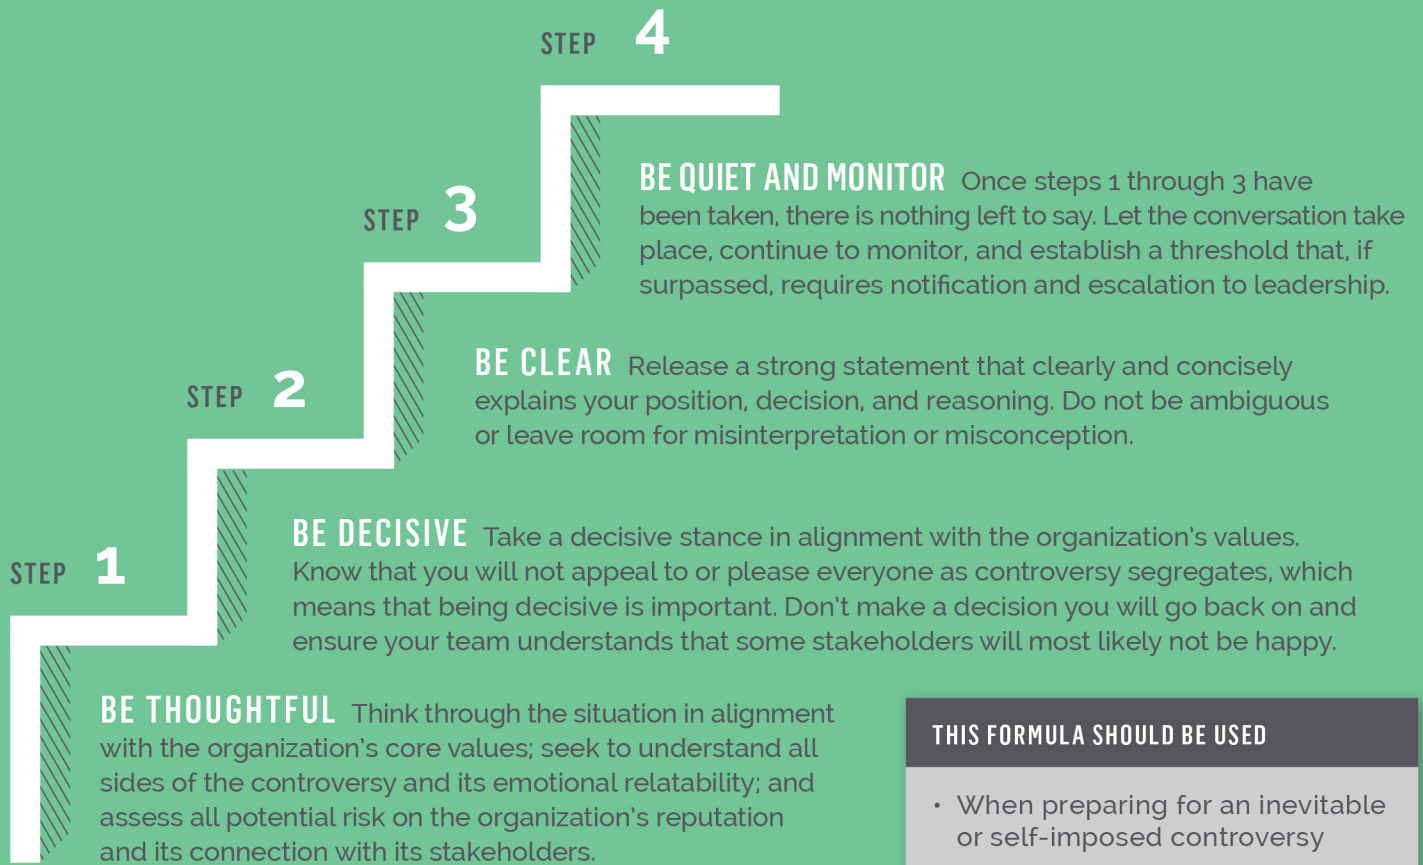 STEP 4
BE QUIET AND MONITOR Once steps 1 through 3 have
been taken, there is nothing left to say. Let the conversation take
place, continue to monitor, and establish a threshold that, if
surpassed, requires notification and escalation to leadership.
STEP 3
BE CLEAR Release a strong statement that clearly and concisely
explains your position, decision, and reasoning. Do not be ambiguous
or leave room for misinterpretation or misconception.
STEP 2
BE DECISIVE Take a decisive stance in alignment with the organization’s values.
Know that you will not appeal to or please everyone as controversy segregates, which
means that being decisive is important. Don’t make a decision you will go back on and
ensure your team understands that some stakeholders will most likely not be happy.
STEP 1
BE THOUGHTFUL Think through the situation in alignment
with the organization’s core values; seek to understand all
sides of the controversy and its emotional relatability; and
assess all potential risk on the organization’s reputation
and its connection with its stakeholders.
THIS FORMULA SHOULD BE USED
• When preparing for an inevitable
or self-imposed controversy